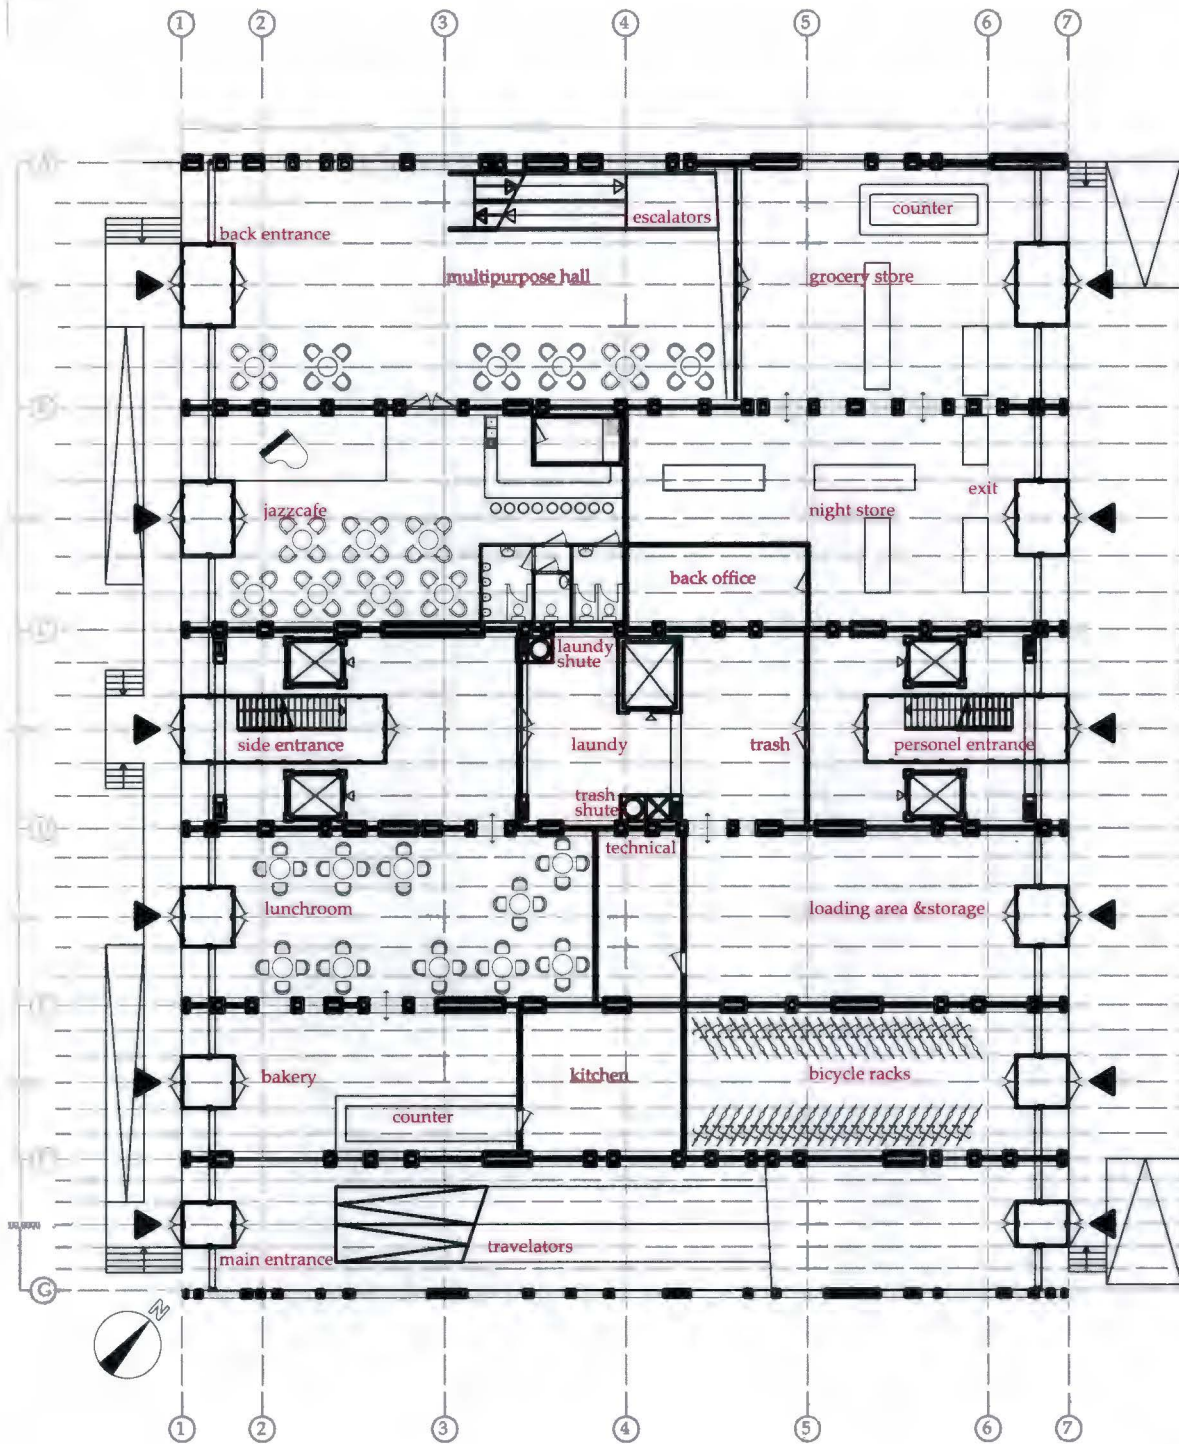 1 2 3 4 5 6 7
escalators
counter
back entrance
multipurpose hall
grocery store
exit
jazzcafe
night store
back office
laundy
shute
side entrance
laundy
trash
personel entrance
trash
shute
technical
lunchroom
loading area &storage
bakery
kitchen
bicycle racks
counter
travelators
main entrance
G
N
1 2 3 4 5 6 7